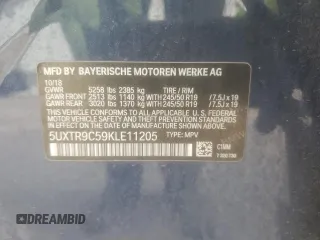 MFD BY BAYERISCHE MOTOREN WERKE AG
10/18
GVWR 5258 lbs 2385 kg TIRE / RIM
GAWR FRONT 2513 lbs 1140 kg WITH 245/50 R19 / 7,5J x 19
GAWR REAR 3020 lbs 1370 kg WITH 245/50 R19 / 7,5J x 19
THIS VEHICLE CONFORMS TO ALL APPLICABLE
U.S. FEDERAL MOTOR VEHICLE SAFETY AND
THEFT PREVENTION STANDARDS IN EFFECT ON
THE DATE OF MANUFACTURE SHOWN ABOVE.
5UXTR9C59KLE11205 TYPE: MPV